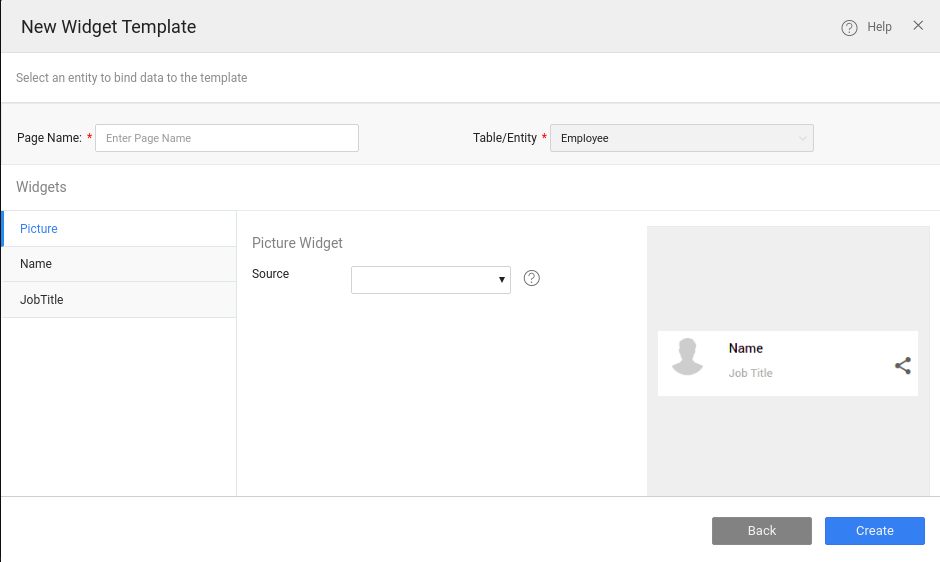 New Widget Template
Help
Select an entity to bind data to the template
Page Name: * Enter Page Name
Table/Entity * Employee
Widgets
Picture
Name
JobTitle
Picture Widget
Source
Name
Job Title
Back
Create